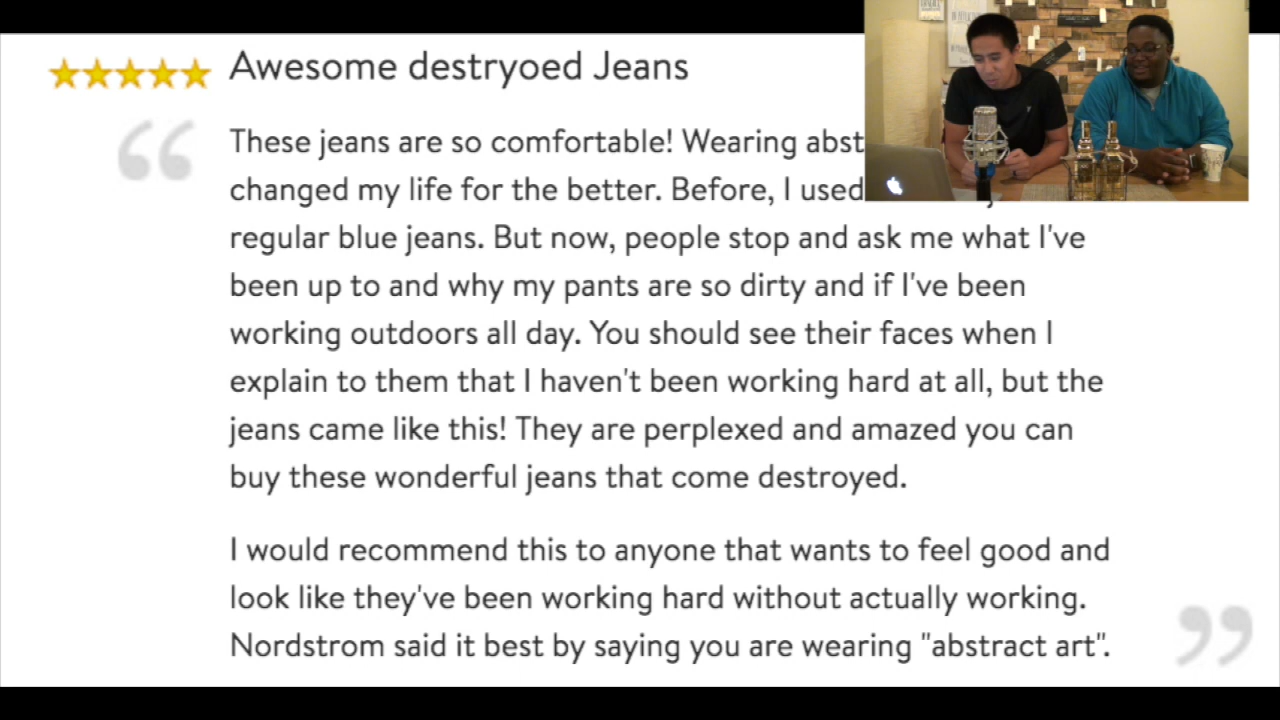 Awesome destryoed Jeans
These jeans are so comfortable! Wearing
changed my life for the better. Before, I used
regular blue jeans. But now, people stop and ask me what I've
been up to and why my pants are so dirty and if I've been
working outdoors all day. You should see their faces when I
explain to them that I haven't been working hard at all, but the
jeans came like this! They are perplexed and amazed you can
buy these wonderful jeans that come destroyed.
I would recommend this to anyone that wants to feel good and
look like they've been working hard without actually working.
Nordstrom said it best by saying you are wearing "abstract art".